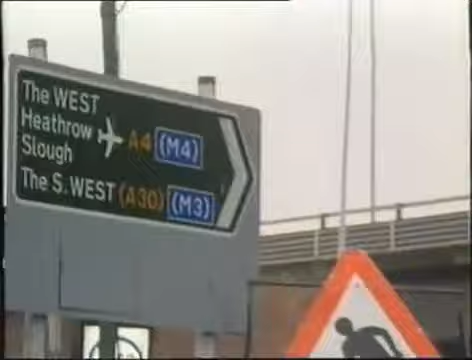 The WEST
Heathrow A4 (M4)
Slough
The S.WEST (A30) (M3)